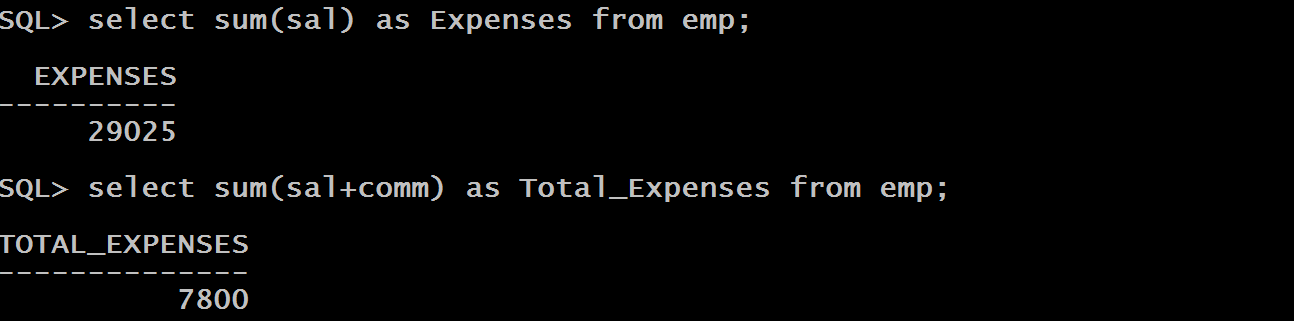 SQL> select sum(sal) as Expenses from emp;
  EXPENSES
----------
     29025
SQL> select sum(sal+comm) as Total_Expenses from emp;
TOTAL_EXPENSES
--------------
          7800